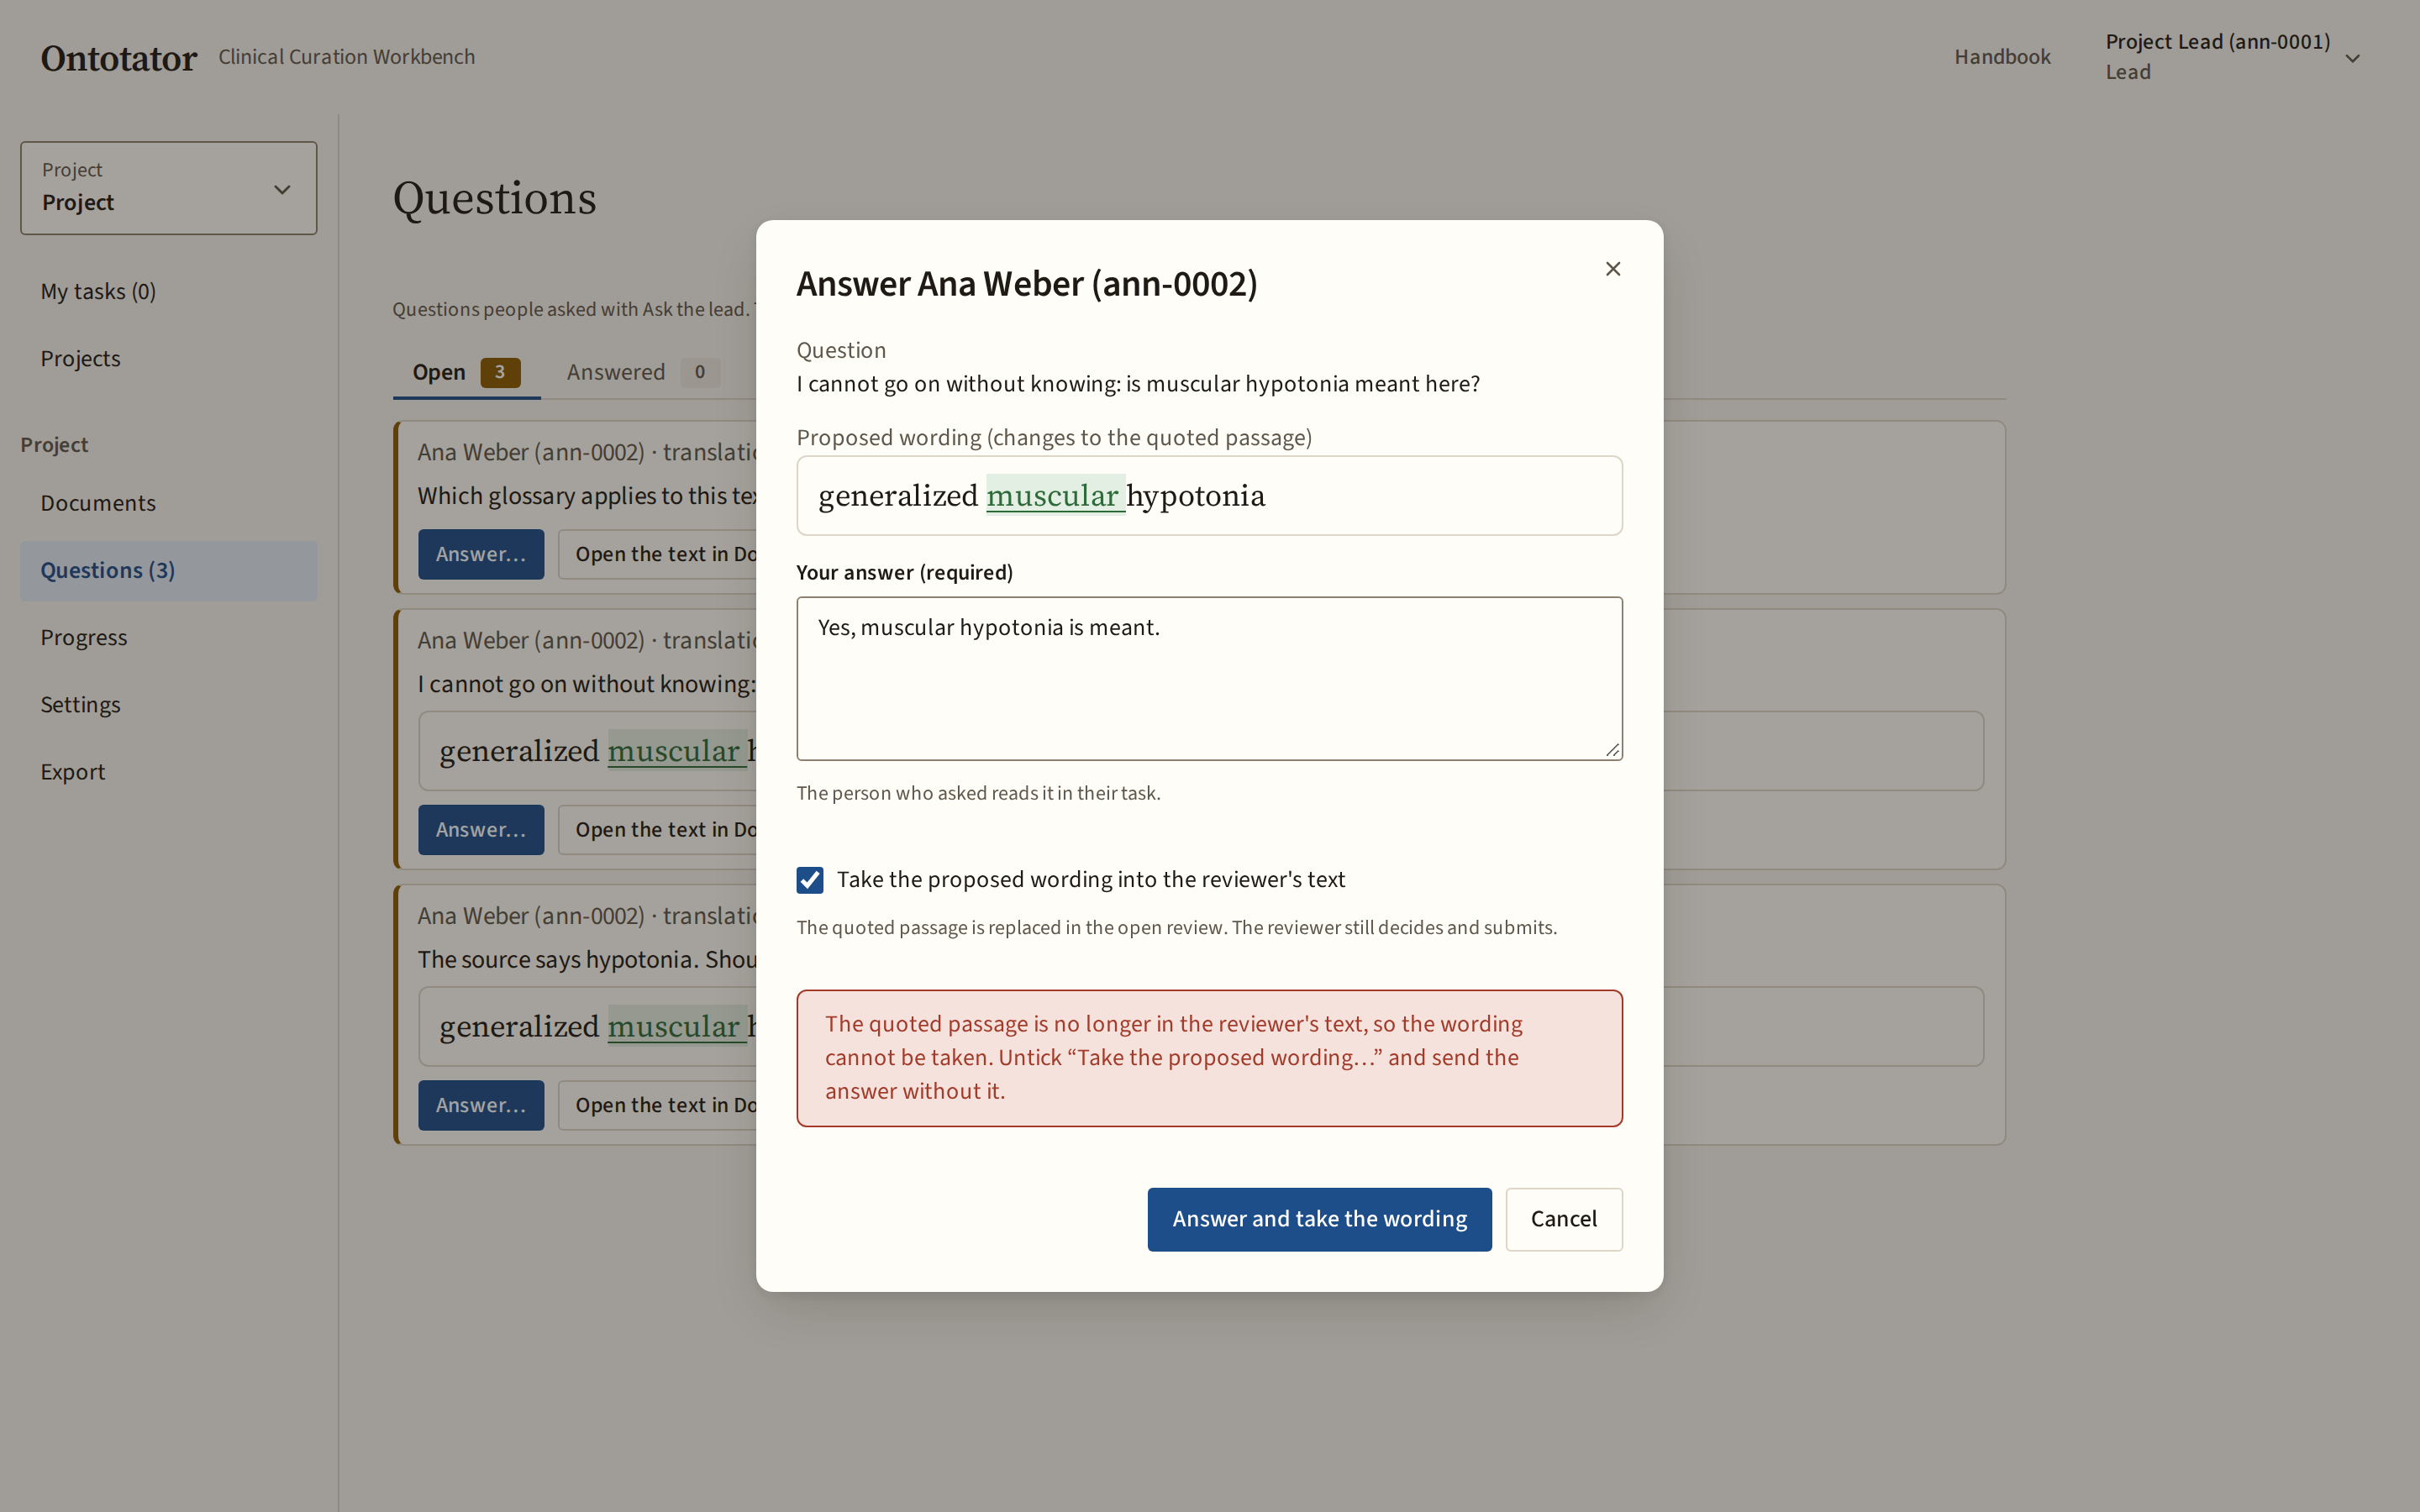 Ontotator Clinical Curation Workbench
Handbook
Project Lead (ann-0001)
Lead
Project
Project
My tasks (0)
Projects
Project
Documents
Questions (3)
Progress
Settings
Export
Questions
Questions people asked with Ask the lead.
Open 3 Answered 0
Ana Weber (ann-0002) ·
Which glossary applies to this
Answer… Open the text in
Ana Weber (ann-0002) ·
I cannot go on without knowing:
generalized muscular
Answer… Open the text in
Ana Weber (ann-0002) ·
The source says hypotonia.
generalized muscular
Answer… Open the text in
Answer Ana Weber (ann-0002)
Question
I cannot go on without knowing: is muscular hypotonia meant here?
Proposed wording (changes to the quoted passage)
generalized muscular hypotonia
Your answer (required)
Yes, muscular hypotonia is meant.
The person who asked reads it in their task.
Take the proposed wording into the reviewer's text
The quoted passage is replaced in the open review. The reviewer still decides and submits.
The quoted passage is no longer in the reviewer's text, so the wording
cannot be taken. Untick “Take the proposed wording…” and send the
answer without it.
Answer and take the wording Cancel